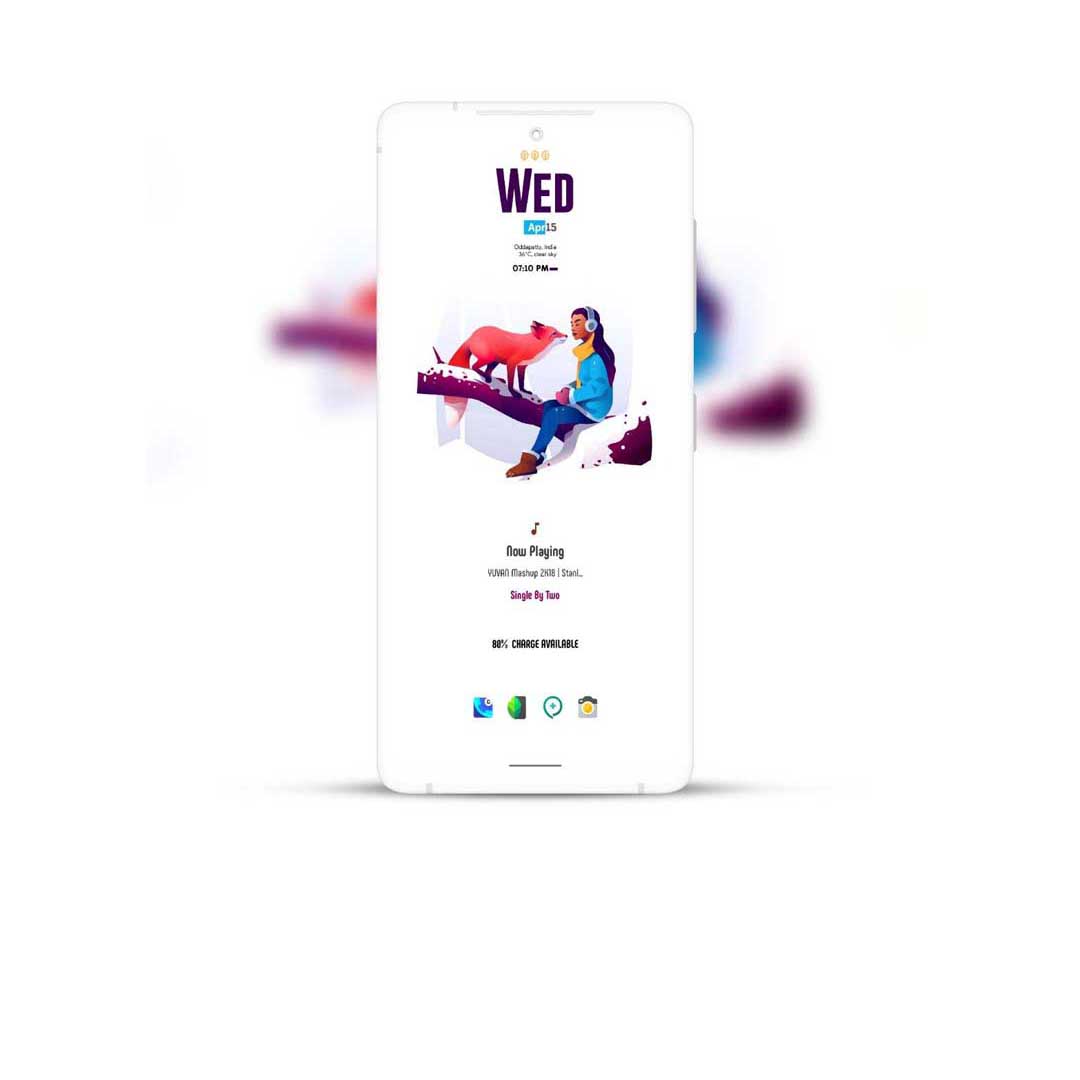 WED
Apr15
Oddapatty, India
36°C, clear sky
07:10 PM
Now Playing
YUVAN Mashup 2K18 | Stani...
Single By Two
80% CHARGE AVAILABLE